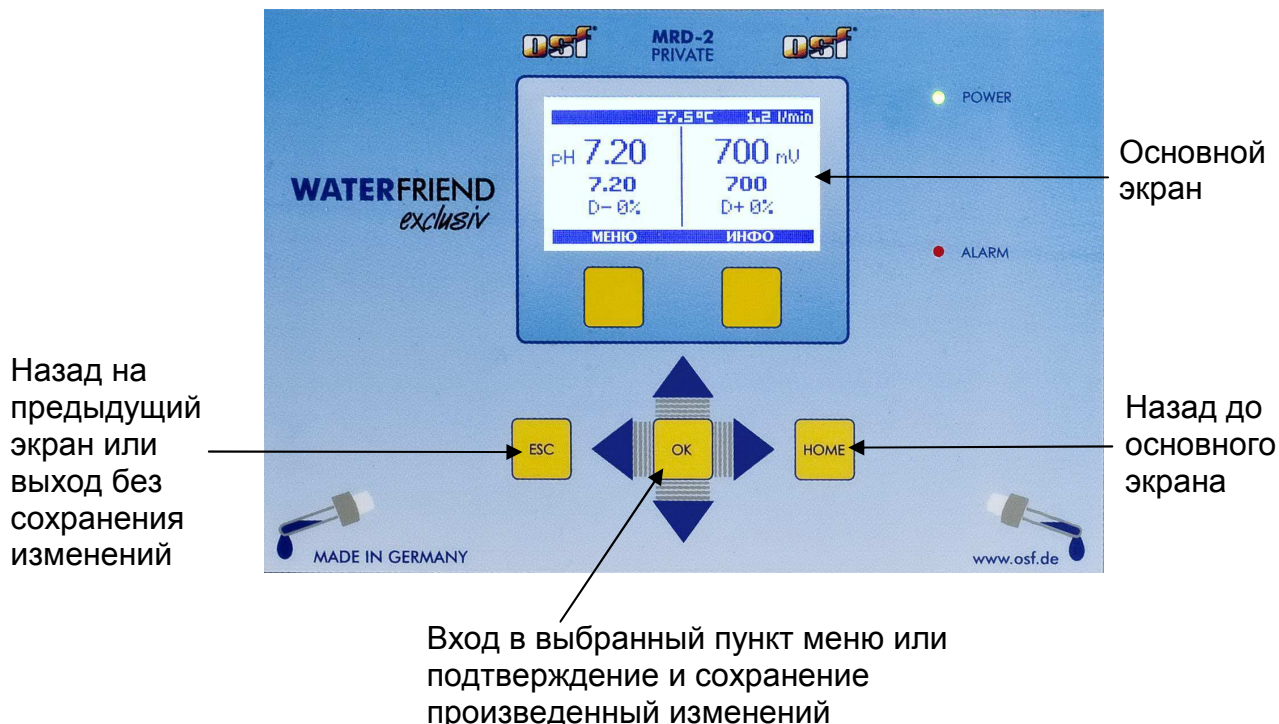 osf MRD-2 osf
PRIVATE
POWER
27.5°C 1.2 l/min
pH 7.20 700 mV
7.20 700
D- 0% D+ 0%
МЕНЮ ИНФО
WATERFRIEND
exclusiv
Основной
экран
ALARM
Назад на
предыдущий
экран или
выход без
сохранения
изменений
ESC OK HOME
Назад до
основного
экрана
MADE IN GERMANY www.osf.de
Вход в выбранный пункт меню или
подтверждение и сохранение
произведенный изменений